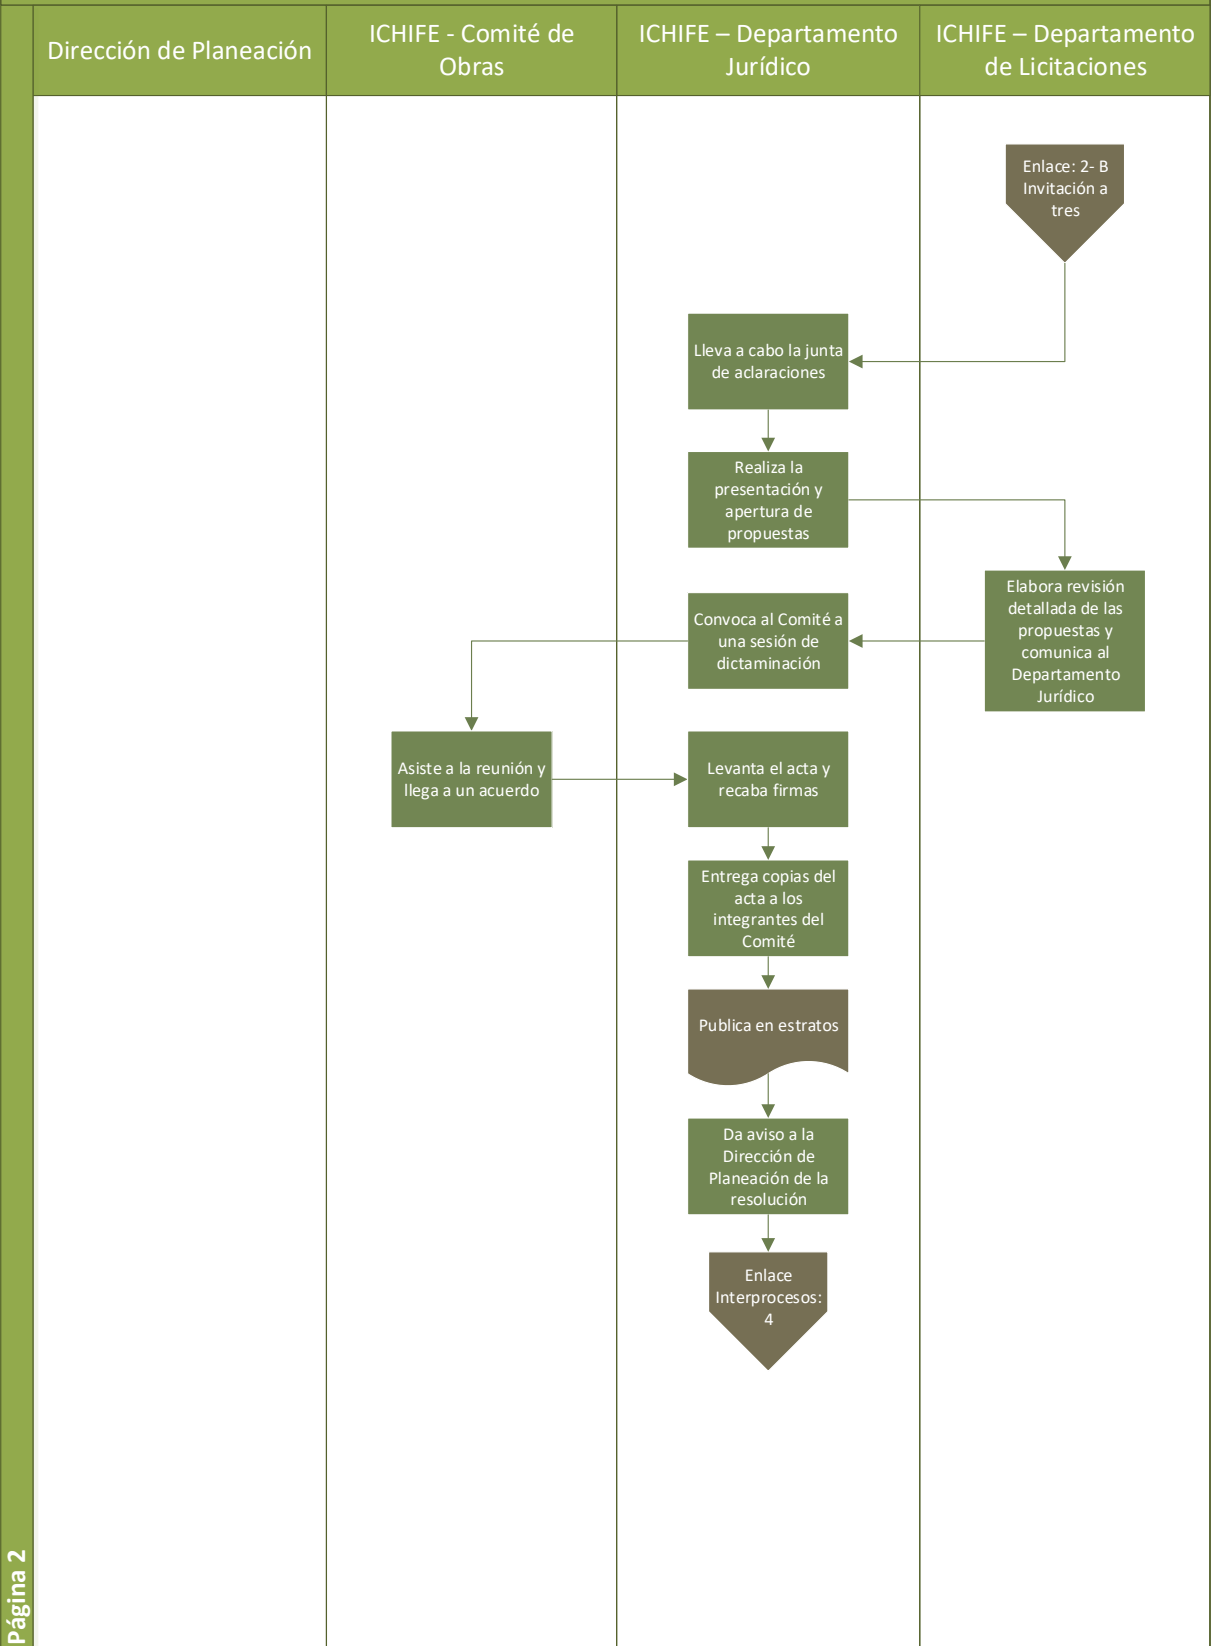 Dirección de Planeación
ICHIFE - Comité de
Obras
ICHIFE – Departamento
Jurídico
ICHIFE – Departamento
de Licitaciones
Enlace: 2- B
Invitación a
tres
Lleva a cabo la junta
de aclaraciones
Realiza la
presentación y
apertura de
propuestas
Elabora revisión
detallada de las
propuestas y
comunica al
Departamento
Jurídico
Convoca al Comité a
una sesión de
dictaminación
Asiste a la reunión y
llega a un acuerdo
Levanta el acta y
recaba firmas
Entrega copias del
acta a los
integrantes del
Comité
Publica en estratos
Da aviso a la
Dirección de
Planeación de la
resolución
Enlace
Interprocesos:
4
Página 2